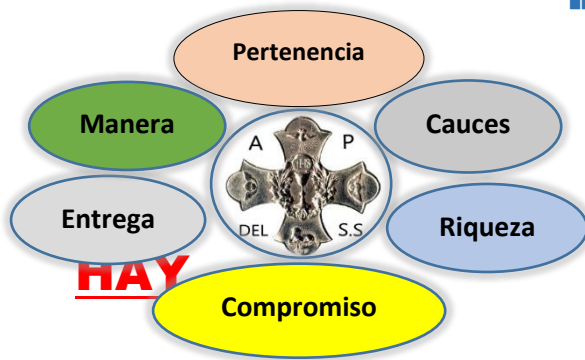 Pertenencia
Manera
Cauces
A P
DEL S.S
Entrega
Riqueza
HAY
Compromiso